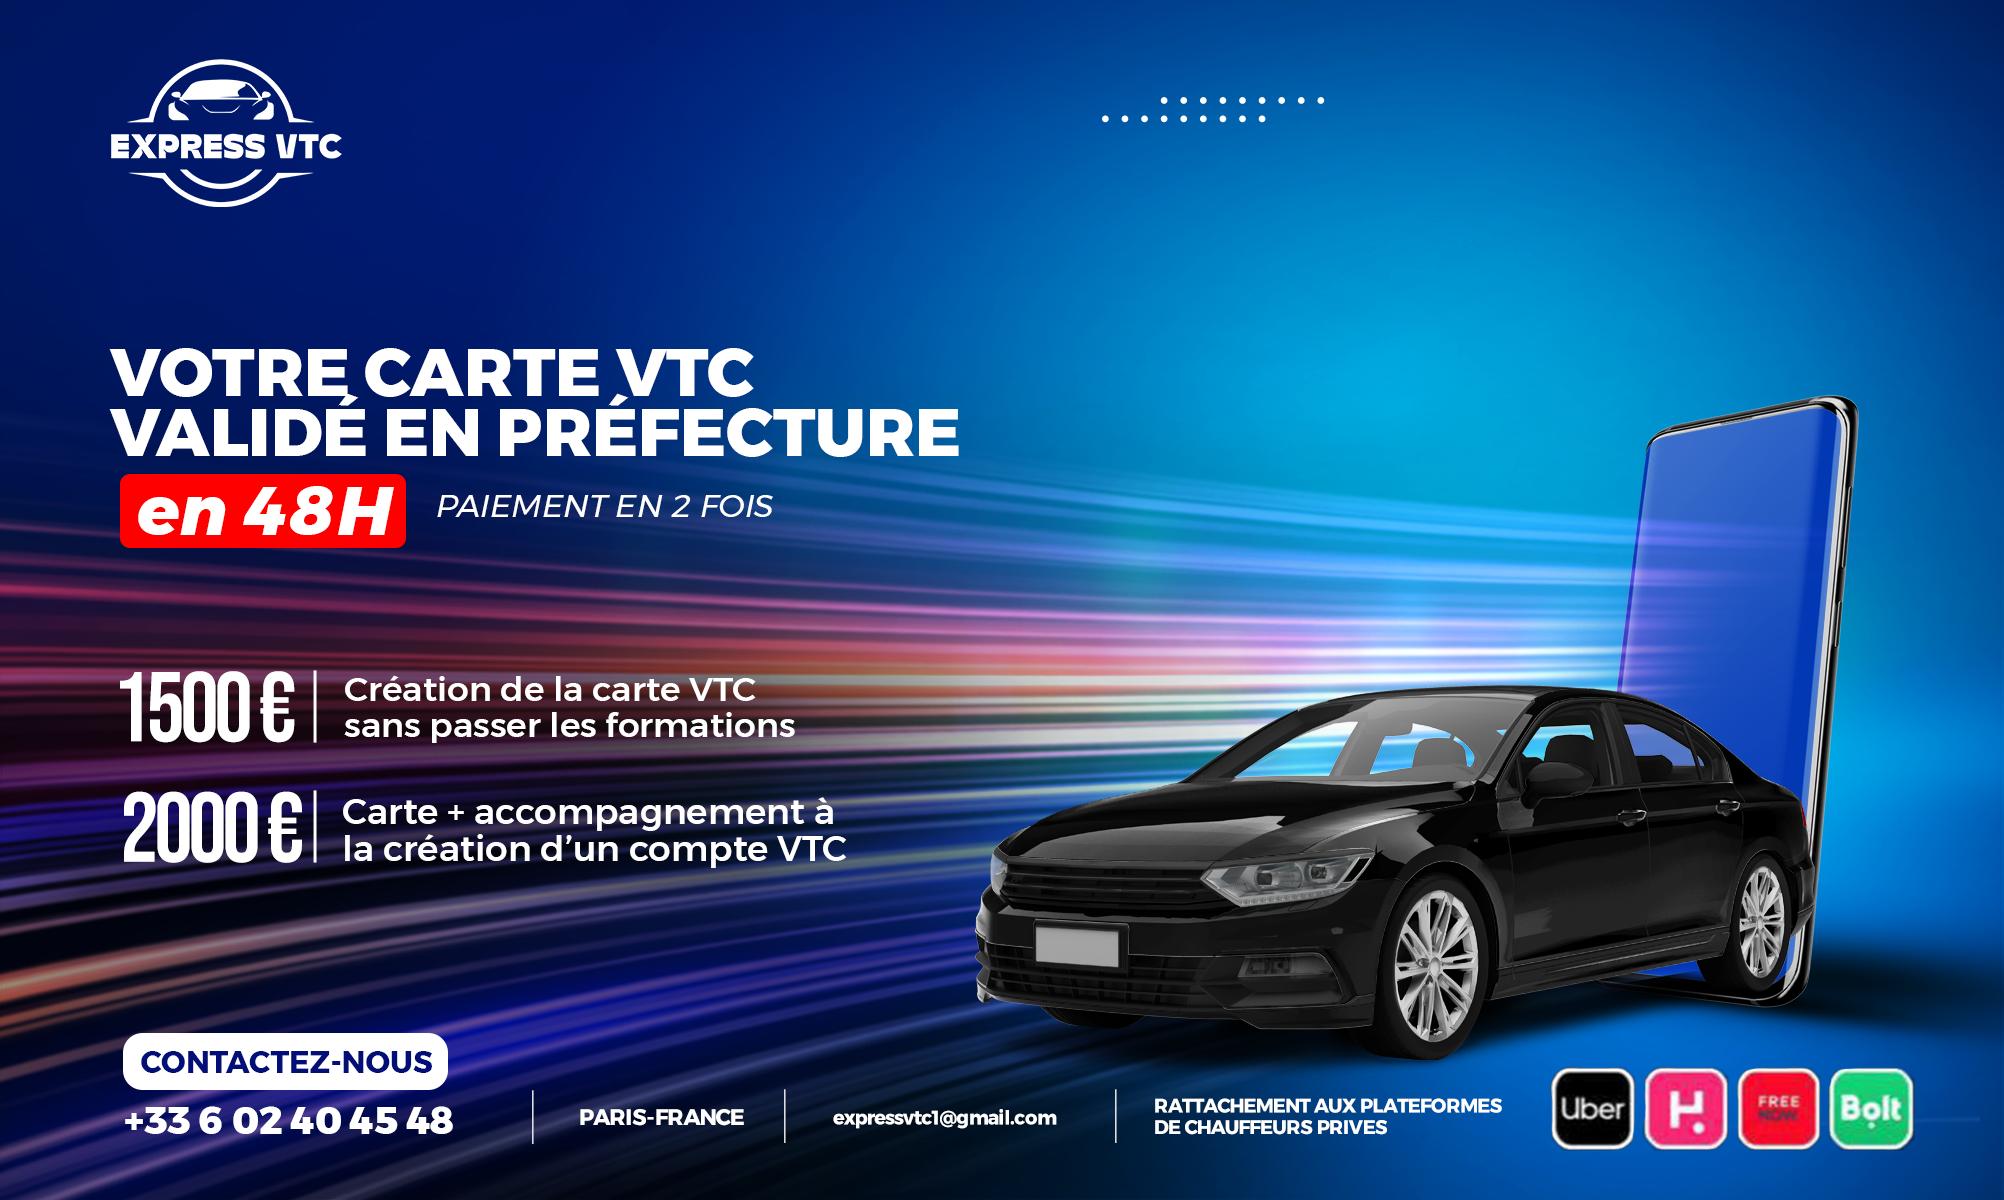 EXPRESS VTC
VOTRE CARTE VTC
VALIDÉ EN PRÉFECTURE
en 48H
PAIEMENT EN 2 FOIS
1500 €
Création de la carte VTC
sans passer les formations
2000 €
Carte + accompagnement à
la création d’un compte VTC
CONTACTEZ-NOUS
+33 6 02 40 45 48
PARIS-FRANCE
expressvtc1@gmail.com
RATTACHEMENT AUX PLATEFORMES
DE CHAUFFEURS PRIVES
Uber
H.
FREE
NOW
Bolt